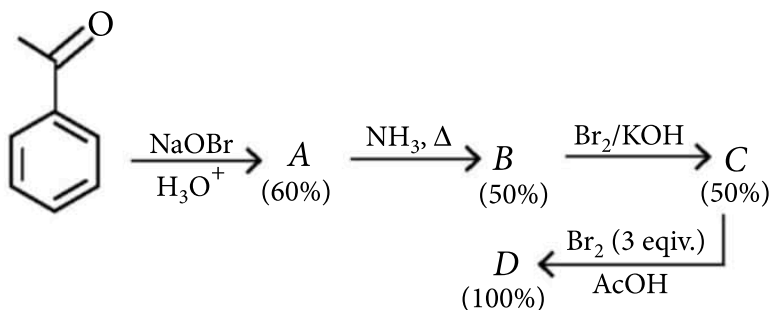 O
NaOBr
H₃O⁺
A
(60%)
NH₃, Δ
B
(50%)
Br₂/KOH
C
(50%)
Br₂ (3 eqiv.)
AcOH
D
(100%)